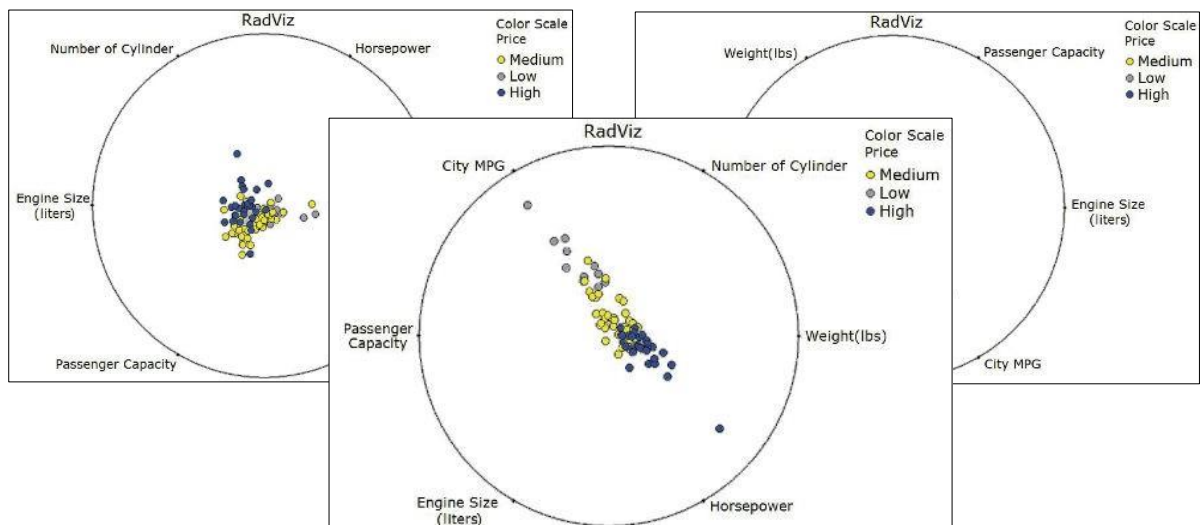 RadViz
Number of Cylinder
Horsepower
Color Scale
Price
Medium
Low
High
Engine Size
(liters)
Passenger Capacity
RadViz
Weight(lbs)
Passenger Capacity
Color Scale
Price
Medium
Low
High
Engine Size
(liters)
City MPG
RadViz
City MPG
Number of Cylinder
Color Scale
Price
Medium
Low
High
Passenger
Capacity
Weight(lbs)
Engine Size
(liters)
Horsepower